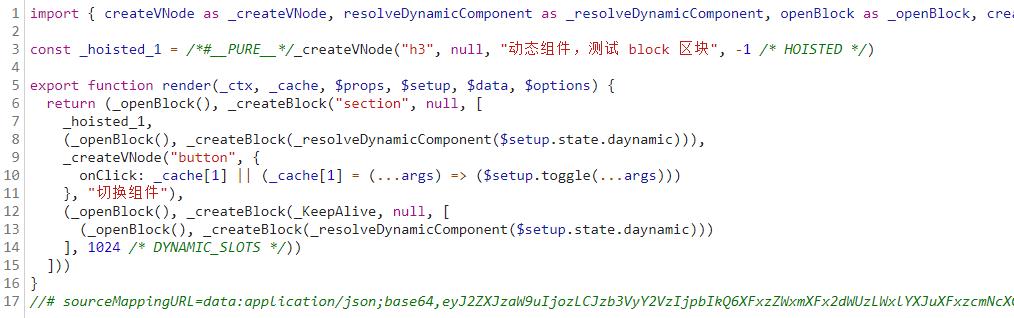 1 import { createVNode as _createVNode, resolveDynamicComponent as _resolveDynamicComponent, openBlock as _openBlock, crea
2
3 const _hoisted_1 = /*#__PURE__*/_createVNode("h3", null, "动态组件，测试 block 区块", -1 /* HOISTED */)
4
5 export function render(_ctx, _cache, $props, $setup, $data, $options) {
6   return (_openBlock(), _createBlock("section", null, [
7     _hoisted_1,
8     (_openBlock(), _createBlock(_resolveDynamicComponent($setup.state.daynamic))),
9     _createVNode("button", {
10       onClick: _cache[1] || (_cache[1] = (...args) => ($setup.toggle(...args)))
11     }, "切换组件"),
12     (_openBlock(), _createBlock(_KeepAlive, null, [
13       (_openBlock(), _createBlock(_resolveDynamicComponent($setup.state.daynamic)))
14     ], 1024 /* DYNAMIC_SLOTS */))
15   ]))
16 }
17 //# sourceMappingURL=data:application/json;base64,eyJ2ZXJzaW9uIjozLCJzb3VyY2VzIjpbIkQ6XFxzZWxmXFx2dWUzLWxlYXJuXFxzcmNcXG